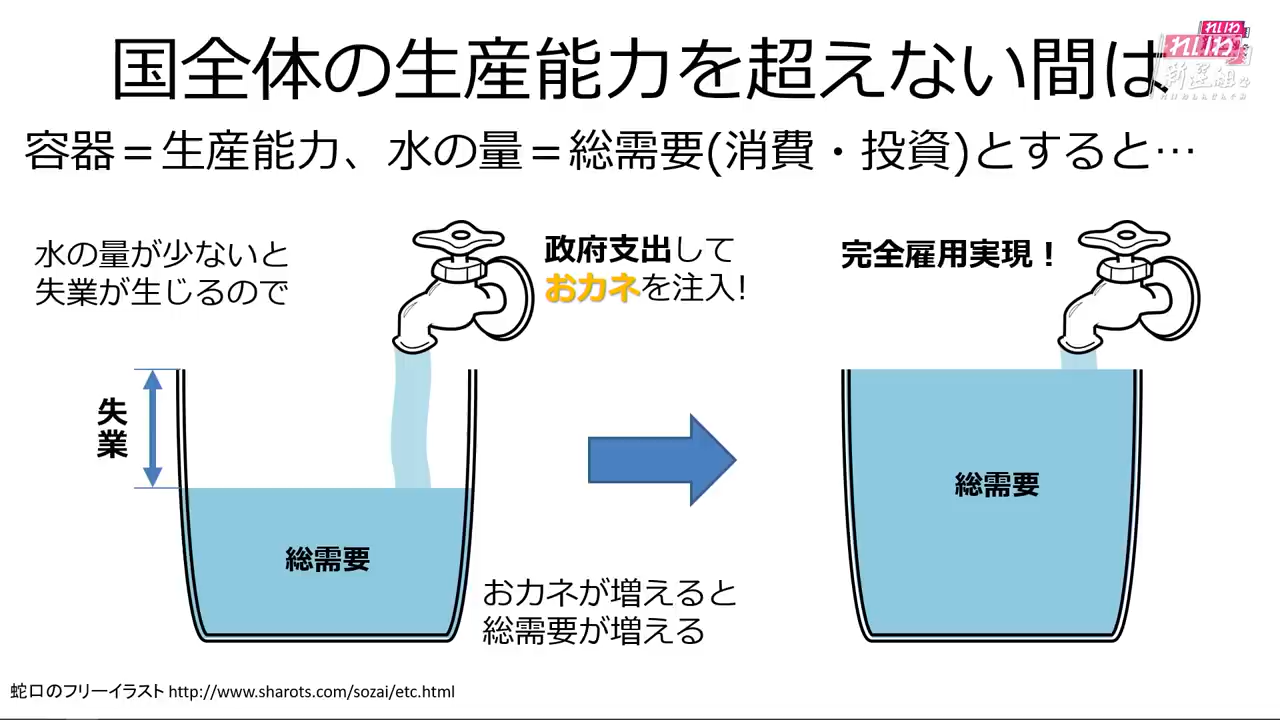 国全体の生産能力を超えない間は
れいわ
新選組
容器＝生産能力、水の量＝総需要(消費・投資)とすると…
水の量が少ないと
失業が生じるので
政府支出して
おカネを注入!
完全雇用実現！
失業
総需要
総需要
おカネが増えると
総需要が増える
蛇口のフリーイラスト http://www.sharots.com/sozai/etc.html